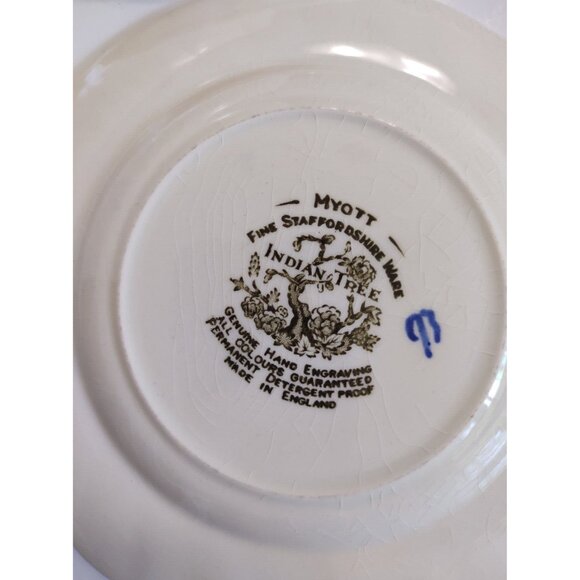 MYOTT
FINE STAFFORDSHIRE WARE
INDIAN TREE
GENUINE HAND ENGRAVING
ALL COLOURS GUARANTEED
PERMANENT DETERGENT PROOF
MADE IN ENGLAND